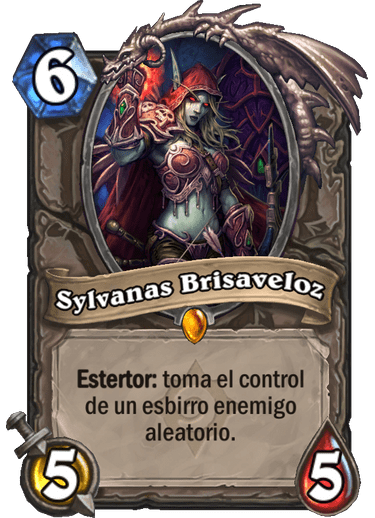 6
Sylvanas Brisaveloz
Estertor: toma el control
de un esbirro enemigo
aleatorio.
5
5